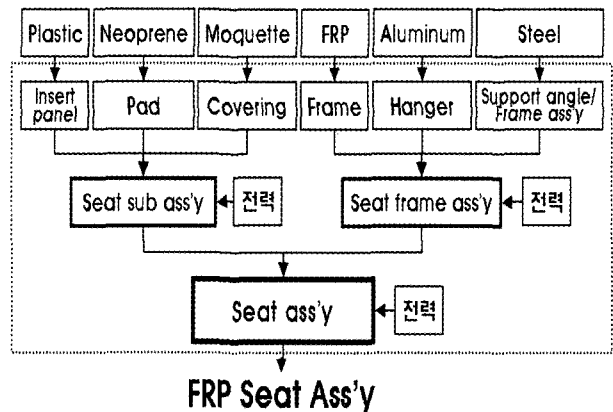 Plastic Neoprene Moquette FRP Aluminum Steel
Insert panel Pad Covering Frame Hanger Support angle/ Frame ass'y
Seat sub ass'y 전력 Seat frame ass'y 전력
Seat ass'y 전력
FRP Seat Ass'y